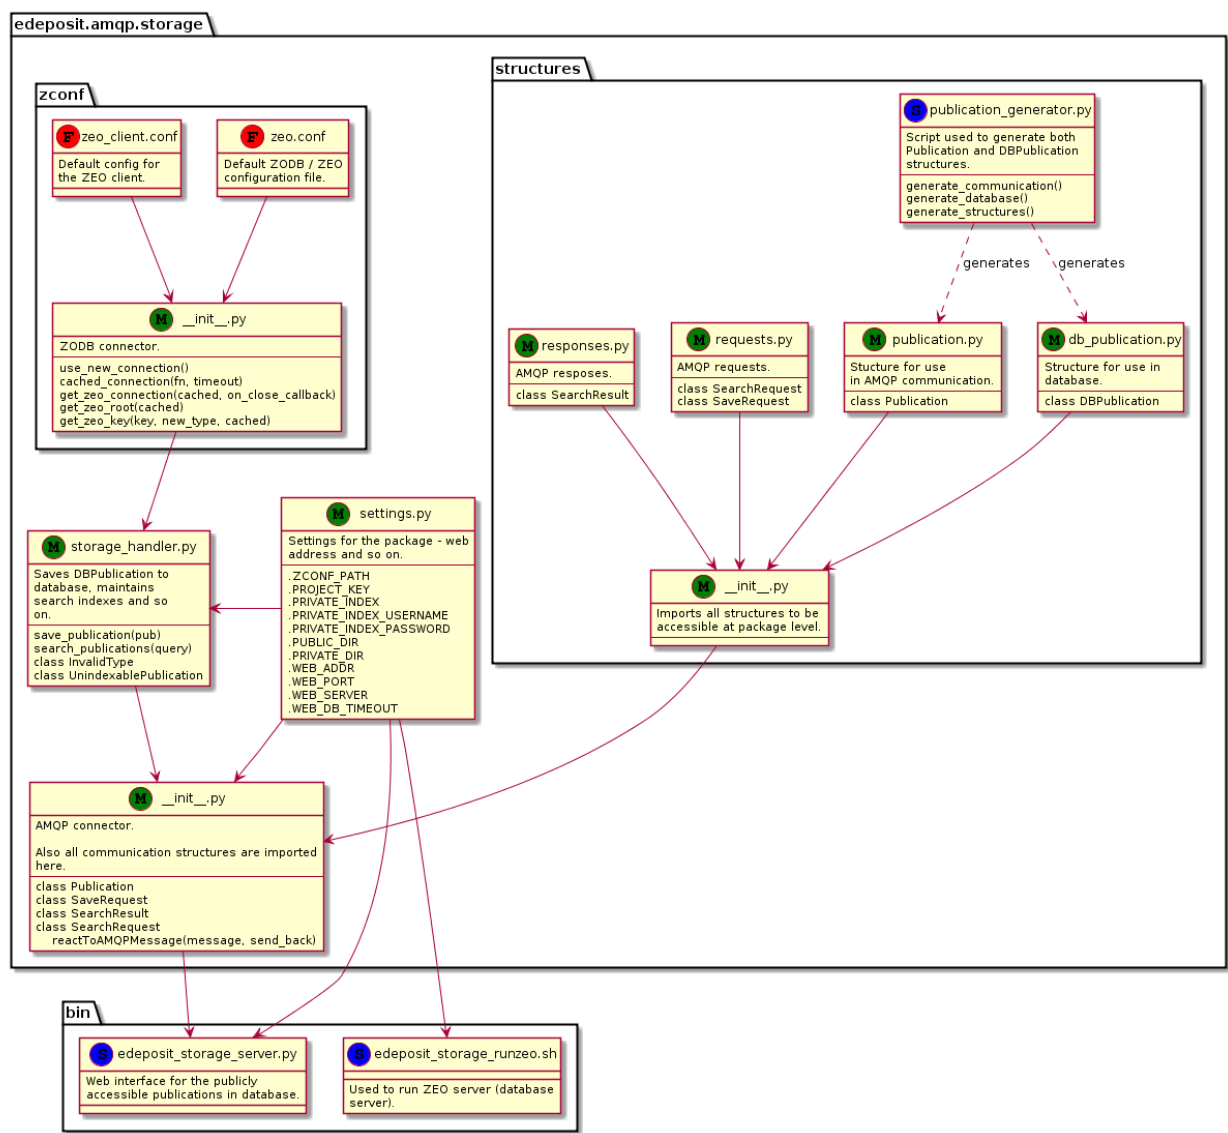 edeposit.amqp.storage
zconf
F zeo_client.conf
Default config for
the ZEO client.
F zeo.conf
Default ZODB / ZEO
configuration file.
M __init__.py
ZODB connector.
use_new_connection()
cached_connection(fn, timeout)
get_zeo_connection(cached, on_close_callback)
get_zeo_root(cached)
get_zeo_key(key, new_type, cached)
structures
S publication_generator.py
Script used to generate both
Publication and DBPublication
structures.
generate_communication()
generate_database()
generate_structures()
generates
generates
M responses.py
AMQP resposes.
class SearchResult
M requests.py
AMQP requests.
class SearchRequest
class SaveRequest
M publication.py
Stucture for use
in AMQP communication.
class Publication
M db_publication.py
Structure for use in
database.
class DBPublication
M __init__.py
Imports all structures to be
accessible at package level.
M storage_handler.py
Saves DBPublication to
database, maintains
search indexes and so
on.
save_publication(pub)
search_publications(query)
class InvalidType
class UnindexablePublication
M settings.py
Settings for the package - web
address and so on.
.ZCONF_PATH
.PROJECT_KEY
.PRIVATE_INDEX
.PRIVATE_INDEX_USERNAME
.PRIVATE_INDEX_PASSWORD
.PUBLIC_DIR
.PRIVATE_DIR
.WEB_ADDR
.WEB_PORT
.WEB_SERVER
.WEB_DB_TIMEOUT
M __init__.py
AMQP connector.
Also all communication structures are imported
here.
class Publication
class SaveRequest
class SearchResult
class SearchRequest
reactToAMQPMessage(message, send_back)
bin
S edeposit_storage_server.py
Web interface for the publicly
accessible publications in database.
S edeposit_storage_runzeo.sh
Used to run ZEO server (database
server).